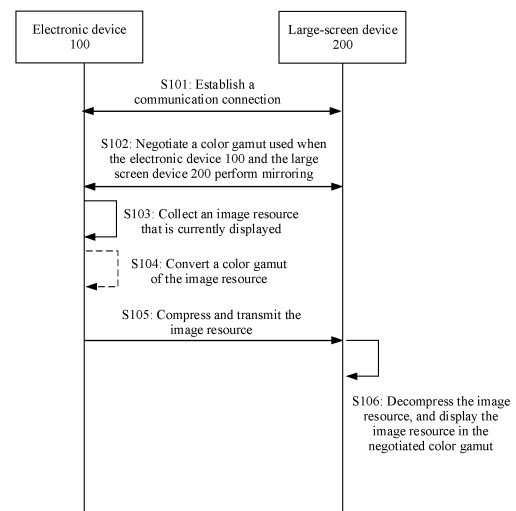 Electronic device
100
Large-screen device
200
S101: Establish a
communication connection
S102: Negotiate a color gamut used when
the electronic device 100 and the large
screen device 200 perform mirroring
S103: Collect an image resource
that is currently displayed
S104: Convert a color gamut
of the image resource
S105: Compress and transmit the
image resource
S106: Decompress the image
resource, and display the
image resource in the
negotiated color gamut